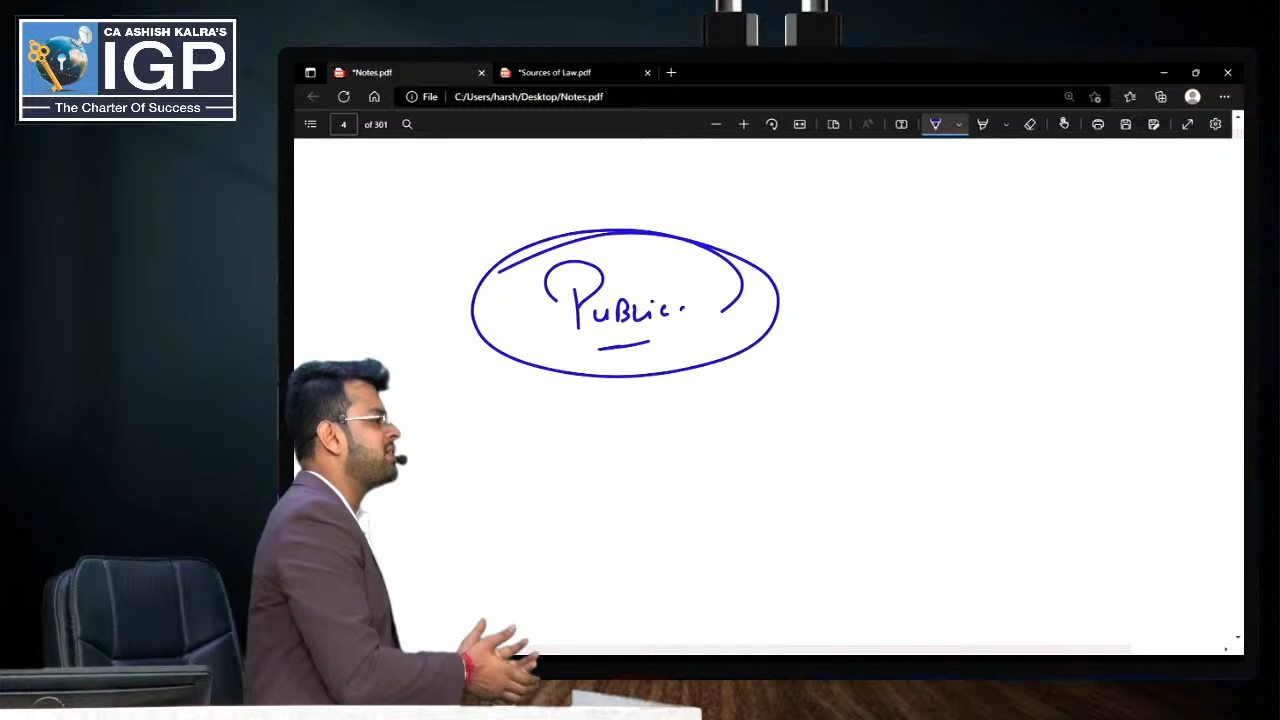 CA ASHISH KALRA'S
IGP
The Charter Of Success
*Notes.pdf
*Sources of Law.pdf
File
C:/Users/harsh/Desktop/Notes.pdf
4
of 301
Public.